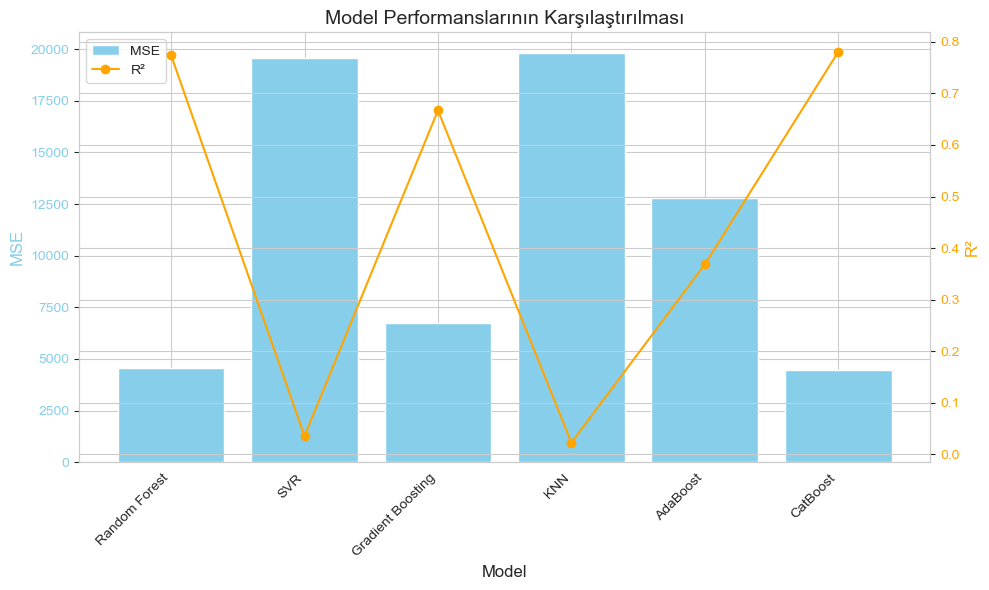 Model Performanslarının Karşılaştırılması
MSE
R²
20000
17500
15000
12500
10000
7500
5000
2500
0
MSE
0.8
0.7
0.6
0.5
0.4
0.3
0.2
0.1
0.0
R²
Random Forest
SVR
Gradient Boosting
KNN
AdaBoost
CatBoost
Model